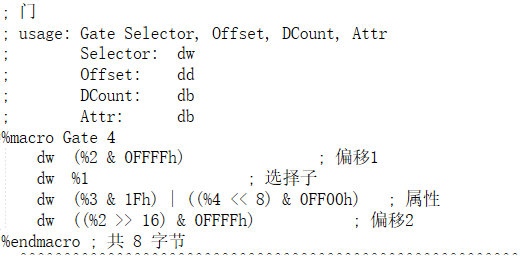 ; 门
; usage: Gate Selector, Offset, DCount, Attr
;        Selector:  dw
;        Offset:    dd
;        DCount:    db
;        Attr:      db
%macro Gate 4
    dw  (%2 & 0FFFFh)                ; 偏移1
    dw  %1                ; 选择子
    dw  (%3 & 1Fh) | ((%4 << 8) & 0FF00h)  ; 属性
    dw  ((%2 >> 16) & 0FFFFh)            ; 偏移2
%endmacro ; 共 8 字节